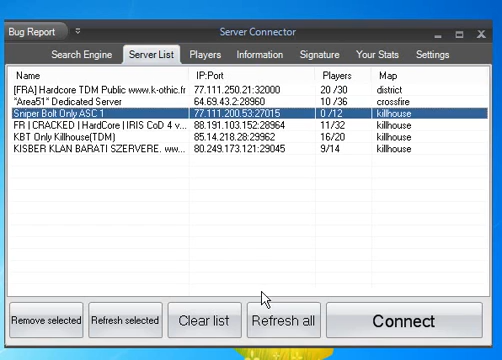 Bug Report Server Connector
Search Engine Server List Players Information Signature Your Stats Settings
Name IP:Port Players Map
[FRA] Hardcore TDM Public www.k-othic.fr 77.111.250.21:32000 20 /30 district
"Area51" Dedicated Server 64.69.43.2:28960 10 /36 crossfire
Sniper Bolt Only ASC 1 77.111.200.53:27015 0 /12 killhouse
FR | CRACKED | HardCore | IRIS CoD 4 v... 88.191.103.152:28964 11/32 killhouse
KBT Only Killhouse(TDM) 85.14.218.28:29962 16/20 killhouse
KISBER KLAN BARATI SZERVERE. ww... 80.249.173.121:29045 9/14 killhouse
Remove selected Refresh selected Clear list Refresh all Connect